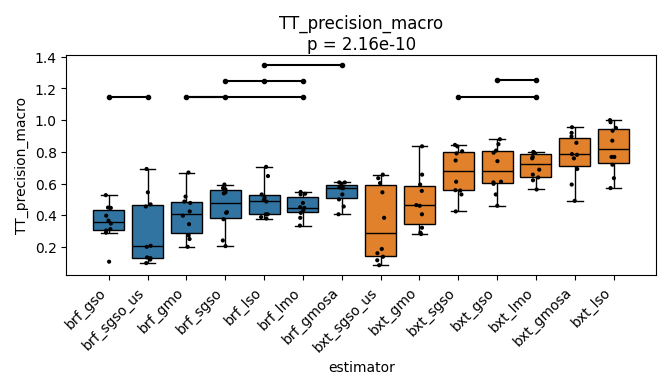 TT_precision_macro
p = 2.16e-10
TT_precision_macro
1.4
1.2
1.0
0.8
0.6
0.4
0.2
brf_gso
brf_sgso_us
brf_gmo
brf_sgso
brf_lso
brf_lmo
brf_gmosa
bxt_sgso_us
bxt_gmo
bxt_sgso
bxt_gso
bxt_lmo
bxt_gmosa
bxt_lso
estimator